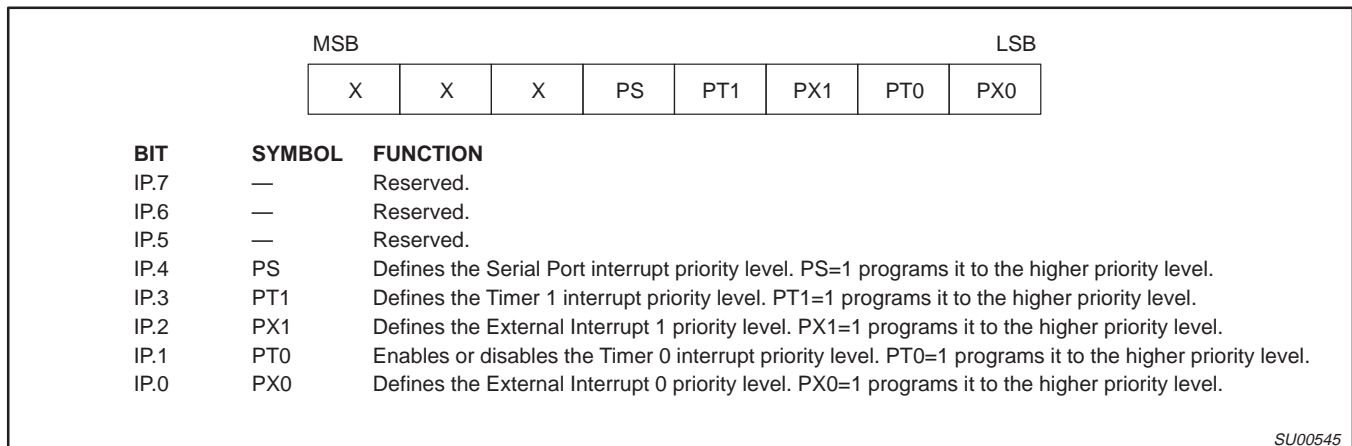 MSB LSB
X X X PS PT1 PX1 PT0 PX0
BIT SYMBOL FUNCTION
IP.7 — Reserved.
IP.6 — Reserved.
IP.5 — Reserved.
IP.4 PS Defines the Serial Port interrupt priority level. PS=1 programs it to the higher priority level.
IP.3 PT1 Defines the Timer 1 interrupt priority level. PT1=1 programs it to the higher priority level.
IP.2 PX1 Defines the External Interrupt 1 priority level. PX1=1 programs it to the higher priority level.
IP.1 PT0 Enables or disables the Timer 0 interrupt priority level. PT0=1 programs it to the higher priority level.
IP.0 PX0 Defines the External Interrupt 0 priority level. PX0=1 programs it to the higher priority level.
SU00545